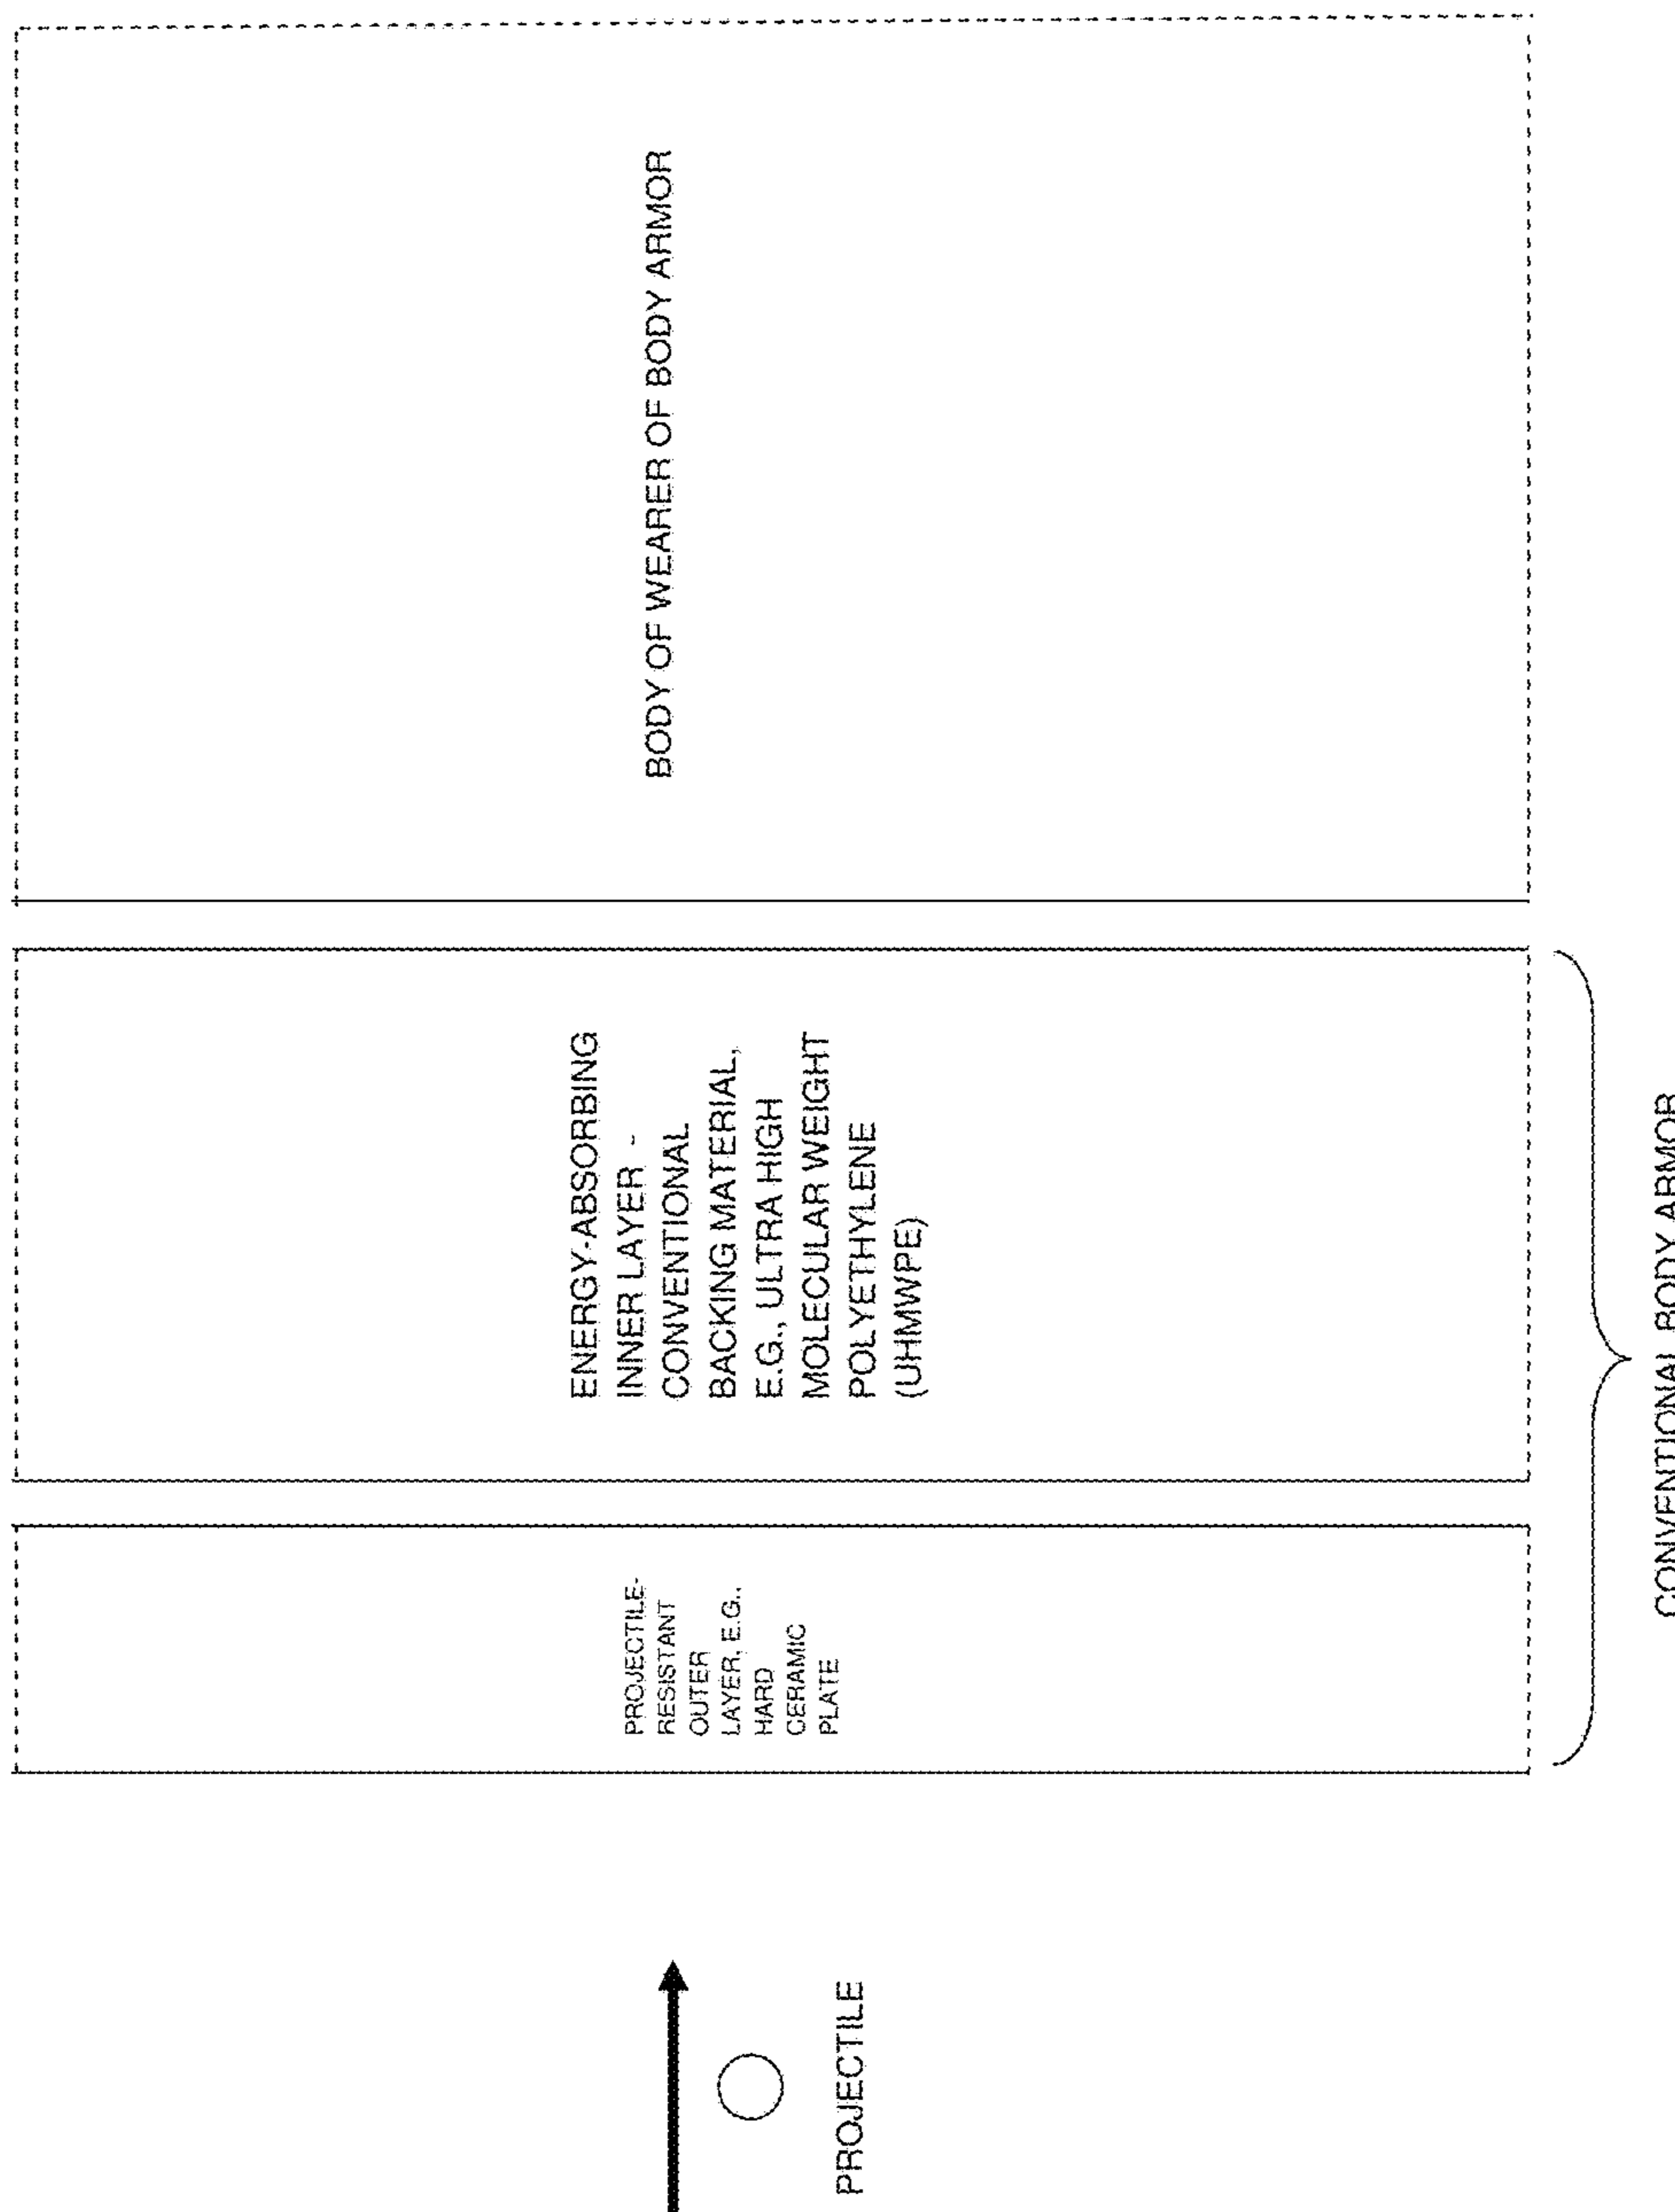 PROJECTILE
PROJECTILE-
RESISTANT
OUTER
LAYER, E.G.,
HARD
CERAMIC
PLATE
ENERGY-ABSORBING
INNER LAYER -
CONVENTIONAL
BACKING MATERIAL,
E.G., ULTRA HIGH
MOLECULAR WEIGHT
POLYETHYLENE
(UHMWPE)
BODY OF WEARER OF BODY ARMOR
CONVENTIONAL BODY ARMOR